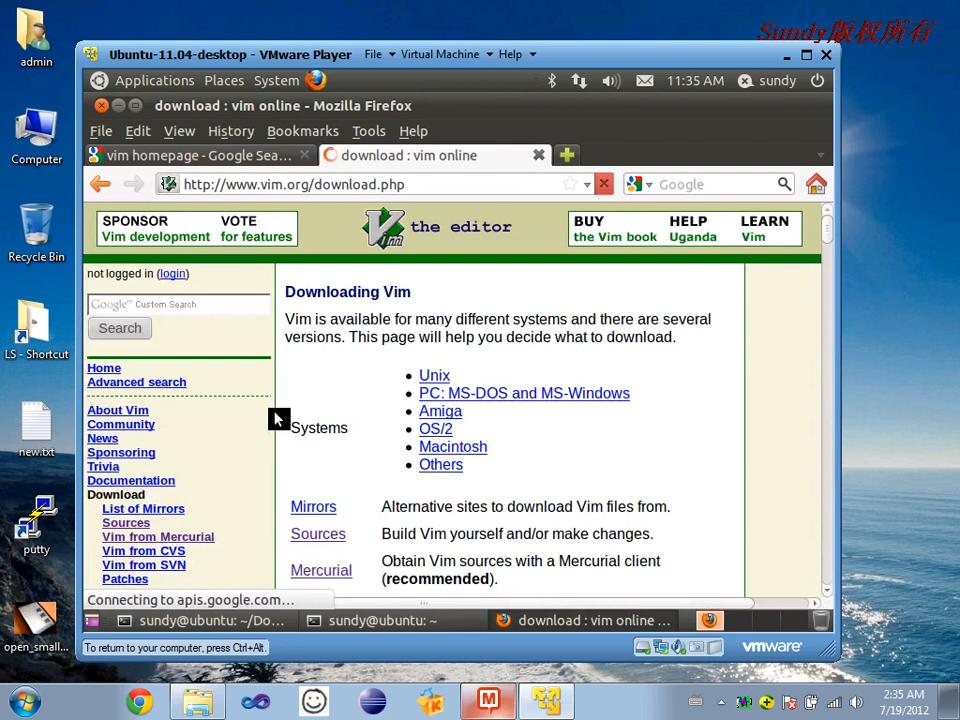 Sundy版权所有
admin
Computer
Recycle Bin
LS - Shortcut
new.txt
putty
open_small...
Ubuntu-11.04-desktop - VMware Player File Virtual Machine Help
Applications Places System 11:35 AM sundy
download : vim online - Mozilla Firefox
File Edit View History Bookmarks Tools Help
vim homepage - Google Sea... download : vim online
http://www.vim.org/download.php Google
SPONSOR VOTE
Vim development for features
Vim the editor
BUY HELP LEARN
the Vim book Uganda Vim
not logged in (login)
Google™ Custom Search
Search
Home
Advanced search
About Vim
Community
News
Sponsoring
Trivia
Documentation
Download
List of Mirrors
Sources
Vim from Mercurial
Vim from CVS
Vim from SVN
Patches
Downloading Vim
Vim is available for many different systems and there are several
versions. This page will help you decide what to download.
Systems
Unix
PC: MS-DOS and MS-Windows
Amiga
OS/2
Macintosh
Others
Mirrors Alternative sites to download Vim files from.
Sources Build Vim yourself and/or make changes.
Mercurial Obtain Vim sources with a Mercurial client
(recommended).
Connecting to apis.google.com...
sundy@ubuntu: ~/Do... sundy@ubuntu: ~ download : vim online ...
To return to your computer, press Ctrl+Alt. vmware
2:35 AM
7/19/2012